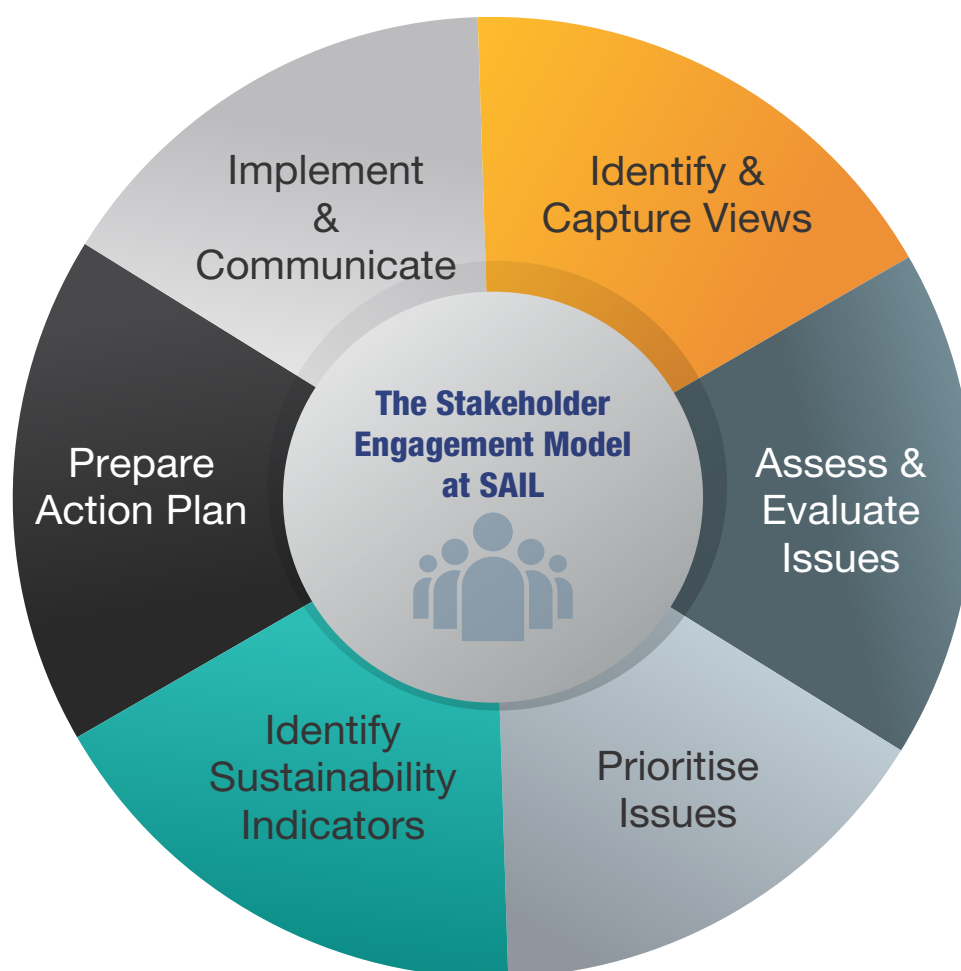 The Stakeholder
Engagement Model
at SAIL
Identify &
Capture Views
Assess &
Evaluate
Issues
Prioritise
Issues
Identify
Sustainability
Indicators
Prepare
Action Plan
Implement
&
Communicate